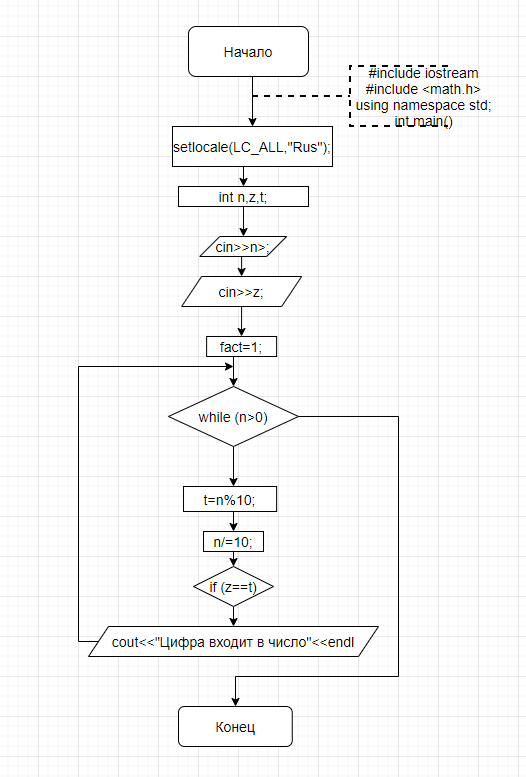 Начало
#include iostream
#include <math.h>
using namespace std;
int main()
setlocale(LC_ALL,"Rus");
int n,z,t;
cin>>n>;
cin>>z;
fact=1;
while (n>0)
t=n%10;
n/=10;
if (z==t)
cout<<"Цифра входит в число"<<endl
Конец